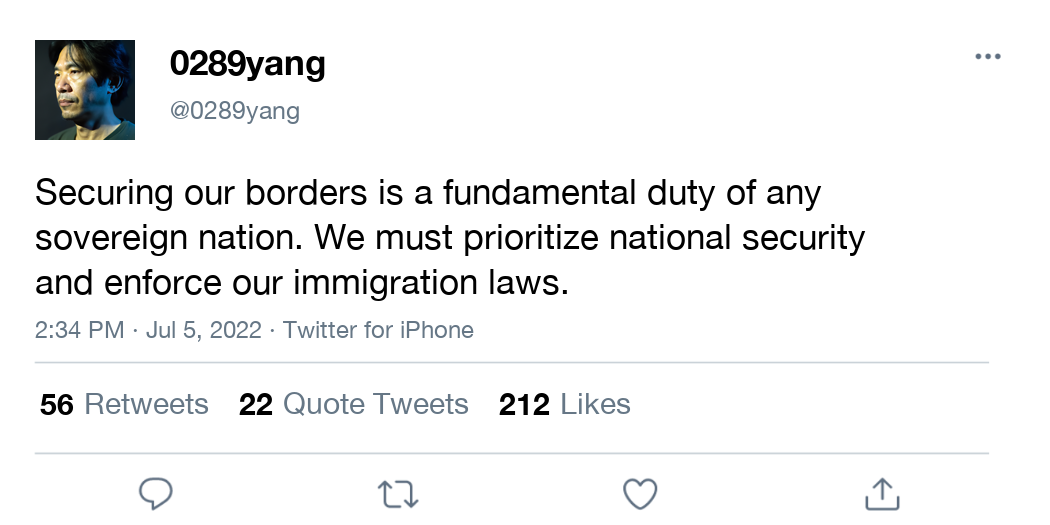 0289yang
@0289yang
Securing our borders is a fundamental duty of any
sovereign nation. We must prioritize national security
and enforce our immigration laws.
2:34 PM · Jul 5, 2022 · Twitter for iPhone
56 Retweets 22 Quote Tweets 212 Likes